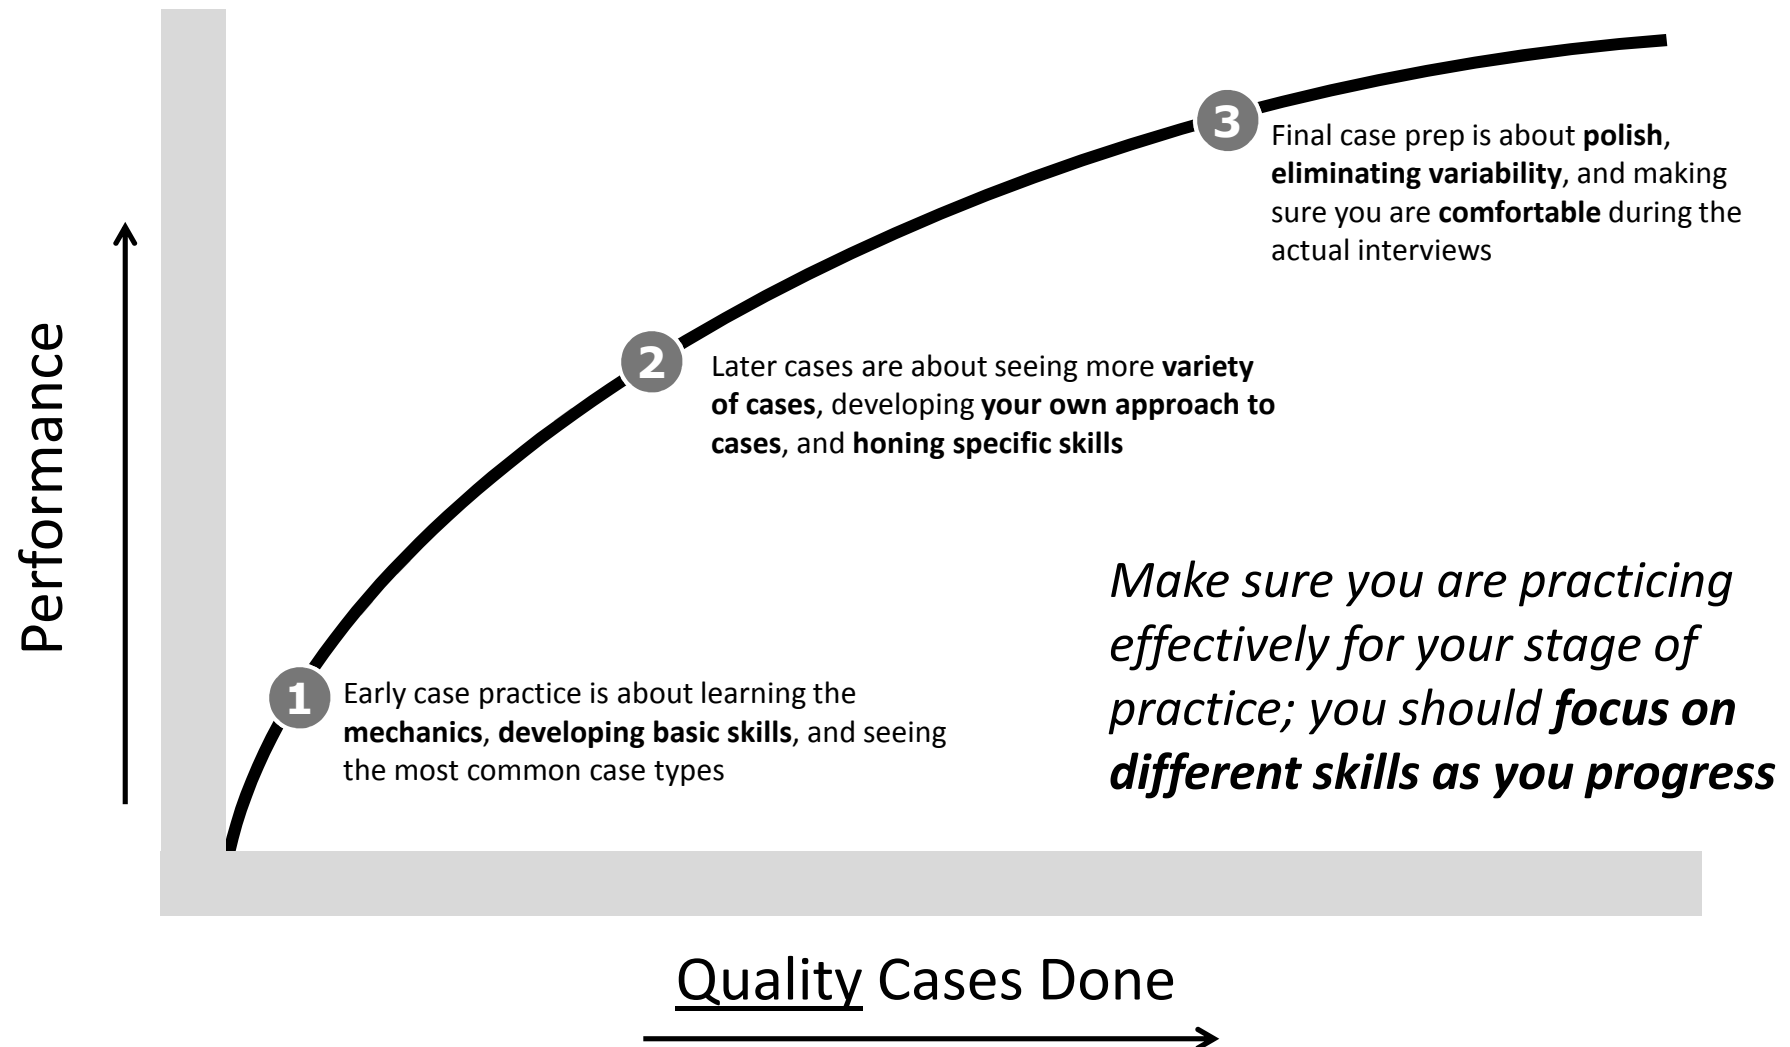 Performance
3
Final case prep is about polish,
eliminating variability, and making
sure you are comfortable during the
actual interviews
2
Later cases are about seeing more variety
of cases, developing your own approach to
cases, and honing specific skills
1
Early case practice is about learning the
mechanics, developing basic skills, and seeing
the most common case types
Make sure you are practicing
effectively for your stage of
practice; you should focus on
different skills as you progress
Quality Cases Done